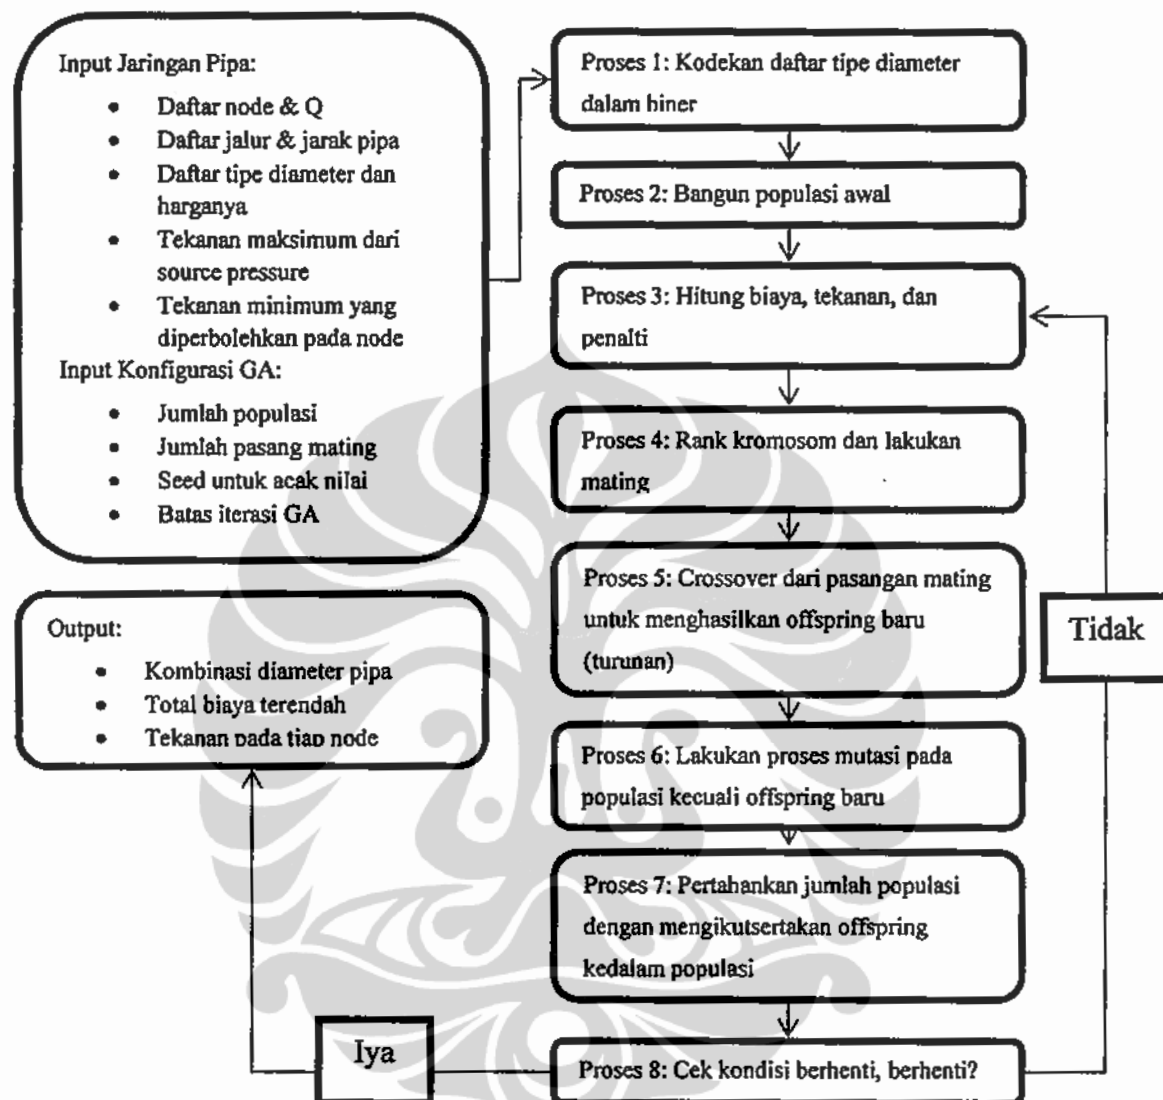 Input Jaringan Pipa:
• Daftar node & Q
• Daftar jalur & jarak pipa
• Daftar tipe diameter dan
harganya
• Tekanan maksimum dari
source pressure
• Tekanan minimum yang
diperbolehkan pada node
Input Konfigurasi GA:
• Jumlah populasi
• Jumlah pasang mating
• Seed untuk acak nilai
• Batas iterasi GA
Output:
• Kombinasi diameter pipa
• Total biaya terendah
• Tekanan pada tiap node
Proses 1: Kodekan daftar tipe diameter
dalam biner
Proses 2: Bangun populasi awal
Proses 3: Hitung biaya, tekanan, dan
penalti
Proses 4: Rank kromosom dan lakukan
mating
Proses 5: Crossover dari pasangan mating
untuk menghasilkan offspring baru
(turunan)
Proses 6: Lakukan proses mutasi pada
populasi kecuali offspring baru
Proses 7: Pertahankan jumlah populasi
dengan mengikutsertakan offspring
kedalam populasi
Proses 8: Cek kondisi berhenti, berhenti?
Tidak
Iya